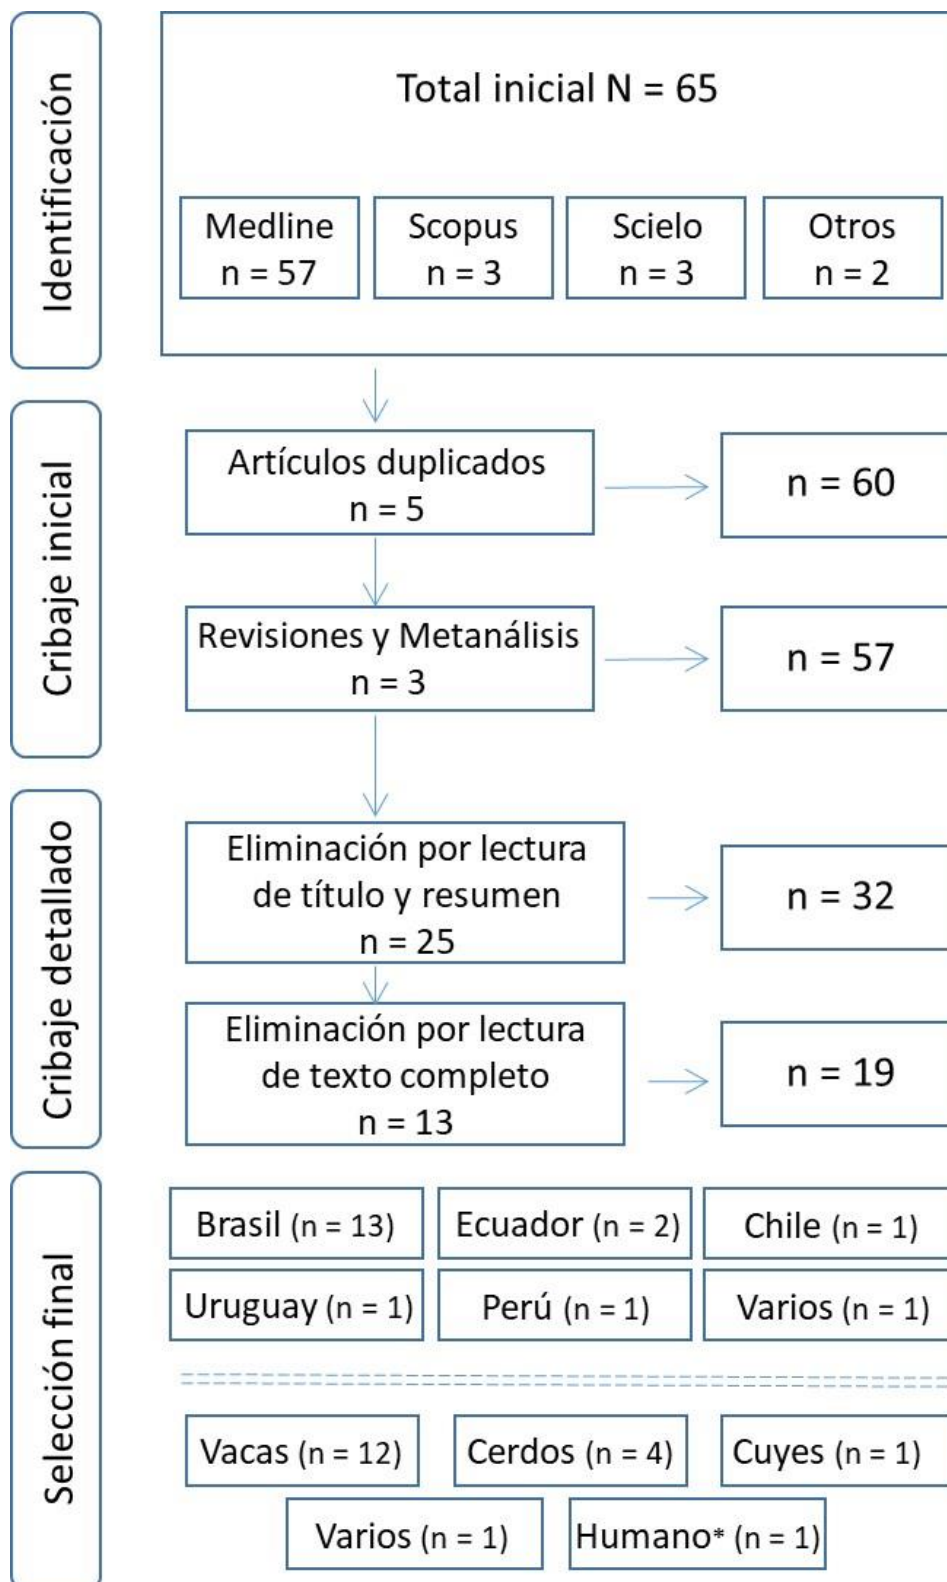 Identificación
Total inicial N = 65
Medline
n = 57
Scopus
n = 3
Scielo
n = 3
Otros
n = 2
Cribaje inicial
Artículos duplicados
n = 5
n = 60
Revisiones y Metanálisis
n = 3
n = 57
Cribaje detallado
Eliminación por lectura
de título y resumen
n = 25
n = 32
Eliminación por lectura
de texto completo
n = 13
n = 19
Selección final
Brasil (n = 13)
Ecuador (n = 2)
Chile (n = 1)
Uruguay (n = 1)
Perú (n = 1)
Varios (n = 1)
Vacas (n = 12)
Cerdos (n = 4)
Cuyes (n = 1)
Varios (n = 1)
Humano* (n = 1)